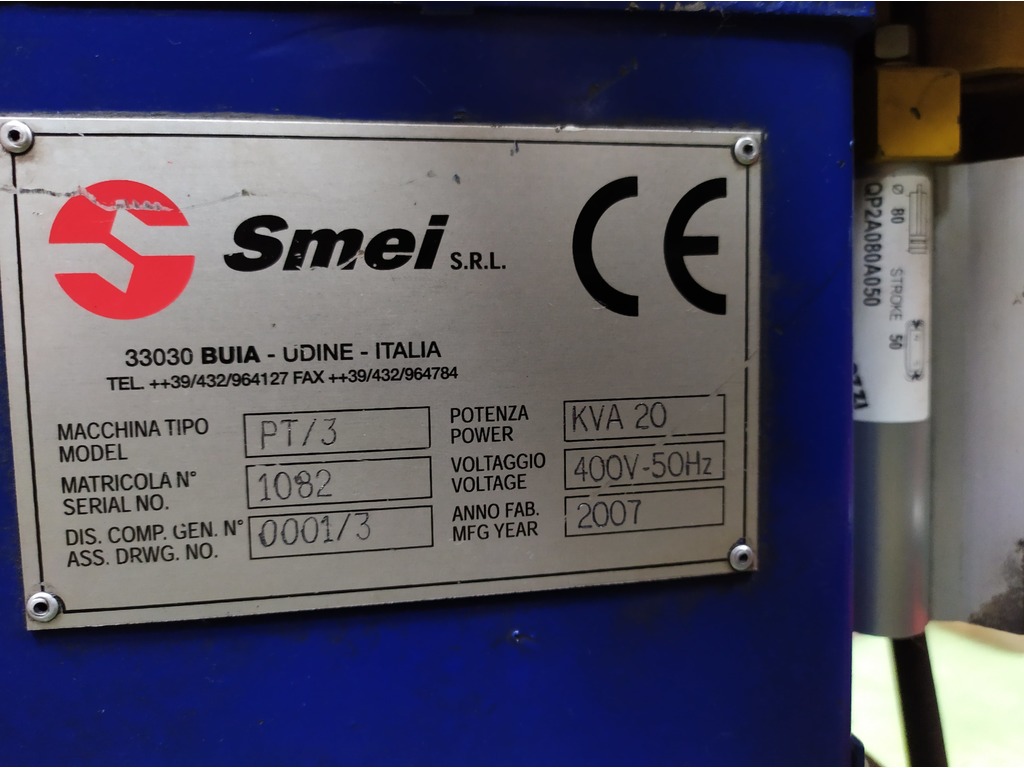 Smei S.R.L.
CE
33030 BUIA - UDINE - ITALIA
TEL. ++39/432/964127 FAX ++39/432/964784
MACCHINA TIPO
MODEL
PT/3
POTENZA
POWER
KVA 20
MATRICOLA N°
SERIAL NO.
1082
VOLTAGGIO
VOLTAGE
400V-50Hz
DIS. COMP. GEN. N°
ASS. DRWG. NO.
0001/3
ANNO FAB.
MFG YEAR
2007
Ø 80 STROKE 50
QP2A080A050